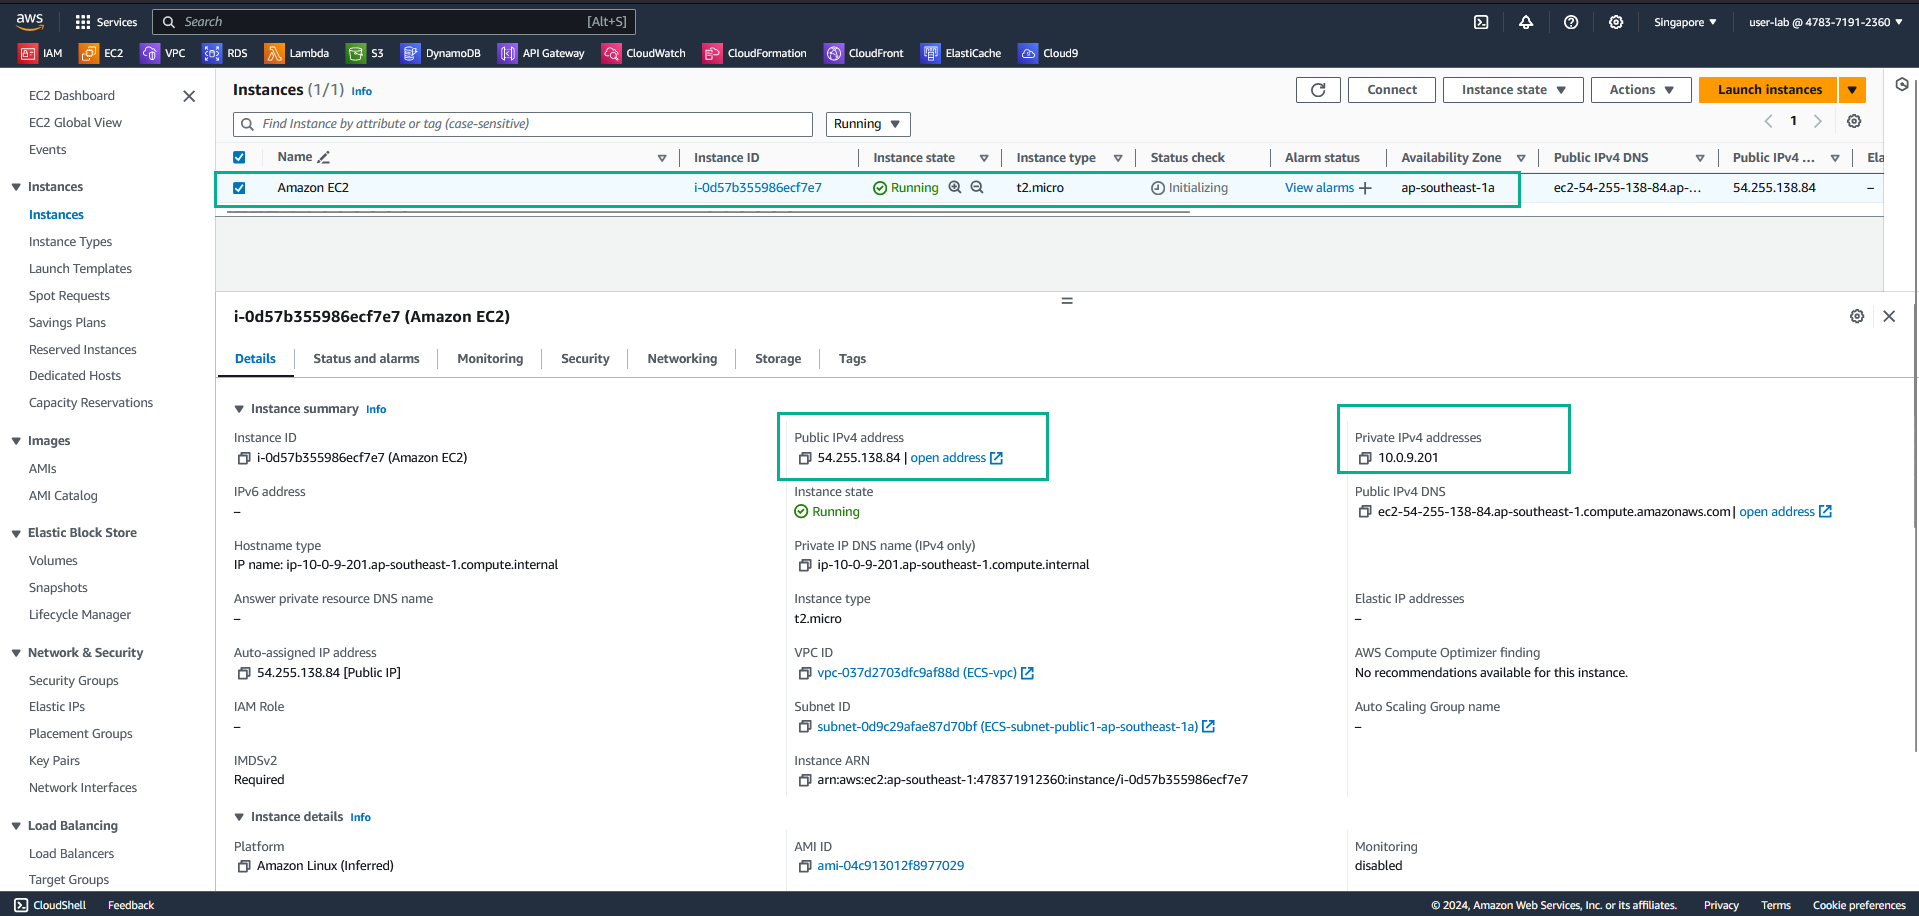 aws Services Search [Alt+S] Singapore ▼ user-lab @ 4783-7191-2360 ▼
IAM EC2 VPC RDS Lambda S3 DynamoDB API Gateway CloudWatch CloudFormation CloudFront ElastiCache Cloud9
EC2 Dashboard
EC2 Global View
Events
Instances
Instances
Instance Types
Launch Templates
Spot Requests
Savings Plans
Reserved Instances
Dedicated Hosts
Capacity Reservations
Images
AMIs
AMI Catalog
Elastic Block Store
Volumes
Snapshots
Lifecycle Manager
Network & Security
Security Groups
Elastic IPs
Placement Groups
Key Pairs
Network Interfaces
Load Balancing
Load Balancers
Target Groups
Instances (1/1) Info Connect Instance state ▼ Actions ▼ Launch instances ▼
Find Instance by attribute or tag (case-sensitive) Running ▼ 1
Name Instance ID Instance state Instance type Status check Alarm status Availability Zone Public IPv4 DNS Public IPv4 ... Ela
Amazon EC2 i-0d57b355986ecf7e7 Running t2.micro Initializing View alarms + ap-southeast-1a ec2-54-255-138-84.ap-... 54.255.138.84 –
i-0d57b355986ecf7e7 (Amazon EC2)
Details Status and alarms Monitoring Security Networking Storage Tags
Instance summary Info
Instance ID
i-0d57b355986ecf7e7 (Amazon EC2)
Public IPv4 address
54.255.138.84 | open address
Private IPv4 addresses
10.0.9.201
IPv6 address
–
Instance state
Running
Public IPv4 DNS
ec2-54-255-138-84.ap-southeast-1.compute.amazonaws.com | open address
Hostname type
IP name: ip-10-0-9-201.ap-southeast-1.compute.internal
Private IP DNS name (IPv4 only)
ip-10-0-9-201.ap-southeast-1.compute.internal
Answer private resource DNS name
–
Instance type
t2.micro
Elastic IP addresses
–
Auto-assigned IP address
54.255.138.84 [Public IP]
VPC ID
vpc-037d2703dfc9af88d (ECS-vpc)
AWS Compute Optimizer finding
No recommendations available for this instance.
IAM Role
–
Subnet ID
subnet-0d9c29afae87d70bf (ECS-subnet-public1-ap-southeast-1a)
Auto Scaling Group name
–
IMDSv2
Required
Instance ARN
arn:aws:ec2:ap-southeast-1:478371912360:instance/i-0d57b355986ecf7e7
Instance details Info
Platform
Amazon Linux (Inferred)
AMI ID
ami-04c913012f8977029
Monitoring
disabled
CloudShell Feedback © 2024, Amazon Web Services, Inc. or its affiliates. Privacy Terms Cookie preferences